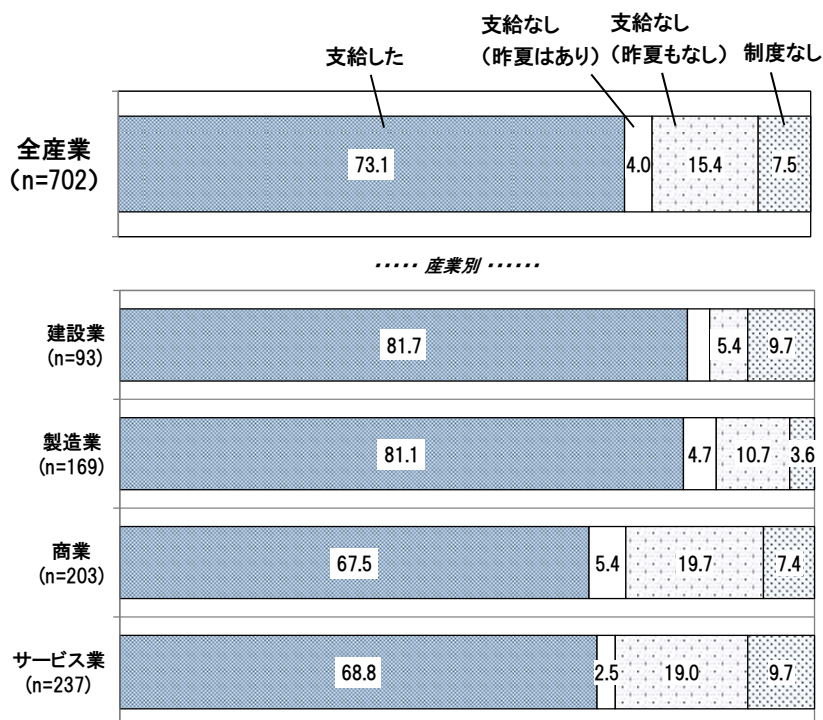 支給した
支給なし
（昨夏はあり）
支給なし
（昨夏もなし）
制度なし
全産業
(n=702)
73.1
4.0
15.4
7.5
‥‥‥ 産業別 ‥‥‥
建設業
(n=93)
81.7
5.4
9.7
製造業
(n=169)
81.1
4.7
10.7
3.6
商業
(n=203)
67.5
5.4
19.7
7.4
サービス業
(n=237)
68.8
2.5
19.0
9.7